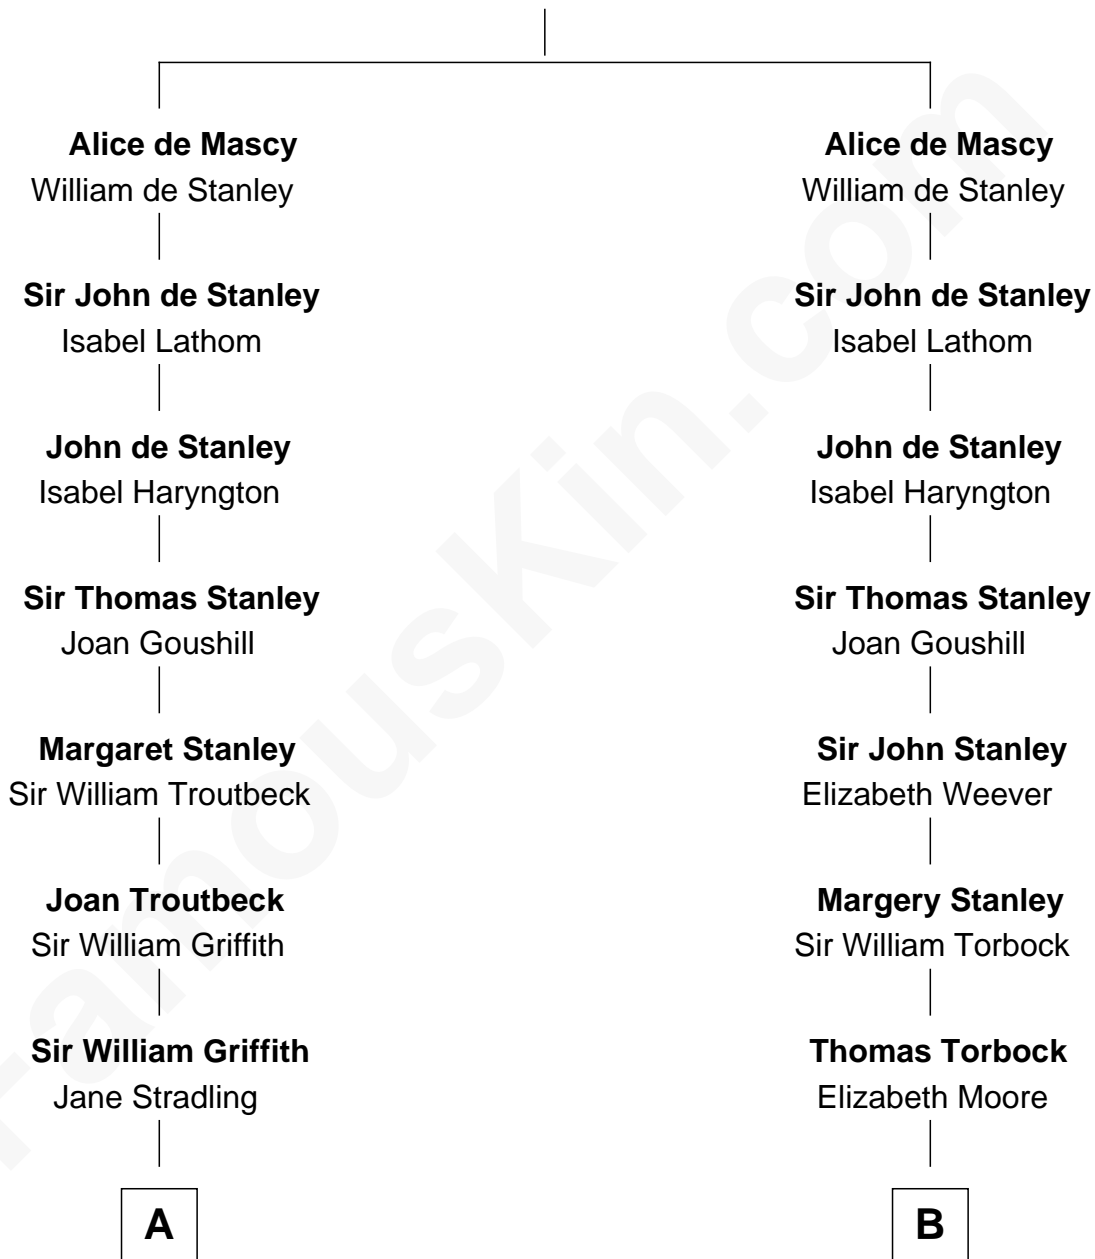 Alice de Mascy
William de Stanley
Sir John de Stanley
Isabel Lathom
John de Stanley
Isabel Haryngton
Sir Thomas Stanley
Joan Goushill
Margaret Stanley
Sir William Troutbeck
Joan Troutbeck
Sir William Griffith
Sir William Griffith
Jane Stradling
A
Alice de Mascy
William de Stanley
Sir John de Stanley
Isabel Lathom
John de Stanley
Isabel Haryngton
Sir Thomas Stanley
Joan Goushill
Sir John Stanley
Elizabeth Weever
Margery Stanley
Sir William Torbock
Thomas Torbock
Elizabeth Moore
B
FamousKin.com